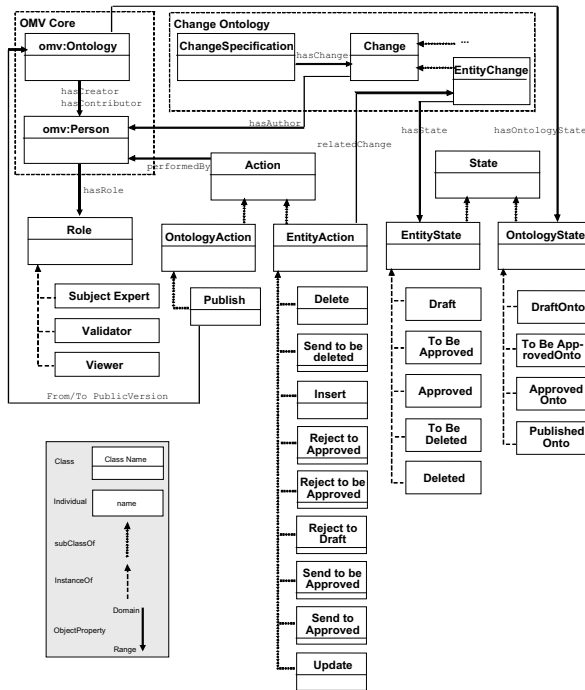 OMV Core
Change Ontology
omv:Ontology
ChangeSpecification
hasChange
Change
...
EntityChange
hasCreator
hasContributor
omv:Person
hasAuthor
relatedChange
hasState
hasOntologyState
performedBy
Action
State
hasRole
Role
OntologyAction
EntityAction
EntityState
OntologyState
Subject Expert
Validator
Viewer
Publish
From/To PublicVersion
Delete
Send to be
deleted
Insert
Reject to
Approved
Reject to be
Approved
Reject to
Draft
Send to be
Approved
Send to
Approved
Update
Draft
To Be
Approved
Approved
To Be
Deleted
Deleted
DraftOnto
To Be App-
rovedOnto
Approved
Onto
Published
Onto
Class
Class Name
Individual
name
subClassOf
InstanceOf
Domain
ObjectProperty
Range